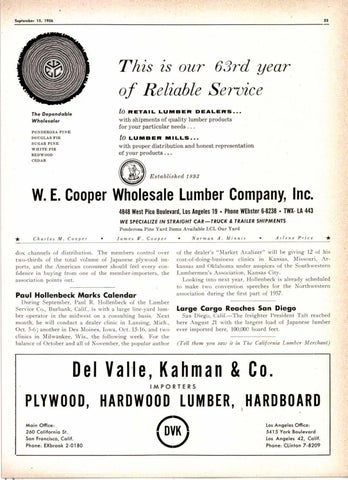 September 15, 1956
55
This is our 63rd year
of Reliable Service
The Dependable
Wholesaler
PONDEROSA PINE
DOUGLAS FIR
SUGAR PINE
WHITE FIR
REDWOOD
CEDAR
to RETAIL LUMBER DEALERS...
with shipments of quality lumber products
for your particular needs . . .
to LUMBER MILLS...
with proper distribution and honest representation
of your products . . .
Established 1892
W. E. Cooper Wholesale Lumber Company, Inc.
4848 West Pico Boulevard, Los Angeles 19 • Phone WEbster 6-8238 • TWX- LA 443
WE SPECIALIZE IN STRAIGHT CAR—TRUCK & TRAILER SHIPMENTS
Ponderosa Pine Yard Items Available LCL Our Yard
Charles M. Cooper • James W. Cooper • Norman A. Minnes • Arlene Price
dox channels of distribution. The members control over
two-thirds of the total volume of Japanese plywood im-
ports, and the American consumer should feel every con-
fidence in buying from one of the member-importers, the
association points out.
Paul Hollenbeck Marks Calendar
During September, Paul R. Hollenbeck of the Lumber
Service Co., Burbank, Calif., is with a large line-yard lum-
ber operator in the midwest on a consulting basis. Next
month, he will conduct a dealer clinic in Lansing, Mich.,
Oct. 5-6; another in Des Moines, Iowa, Oct. 15-16, and two
clinics in Milwaukee, Wis., the following week. For the
balance of October and all of November, the popular author
of the dealer's "Market Analizer" will be giving 12 of his
cost-of-doing-business clinics in Kansas, Missouri, Ar-
kansas and Oklahoma under auspices of the Southwestern
Lumbermen's Association, Kansas City.
Looking into next year, Hollenbeck is already scheduled
to make two convention speeches for the Northwestern
association during the first part of 1957.
Large Cargo Reaches San Diego
San Diego, Calif.—The freighter President Taft reached
here August 21 with the largest load of Japanese lumber
ever imported here, 100,000 board feet.
(Tell them you saw it in The California Lumber Merchant)
Del Valle, Kahman & Co.
IMPORTERS
PLYWOOD, HARDWOOD LUMBER, HARDBOARD
Main Office:
260 California St.
San Francisco, Calif.
Phone: EXbrook 2-0180
DVK
Los Angeles Office:
5415 York Boulevard
Los Angeles 42, Calif.
Phone: CLinton 7-8209